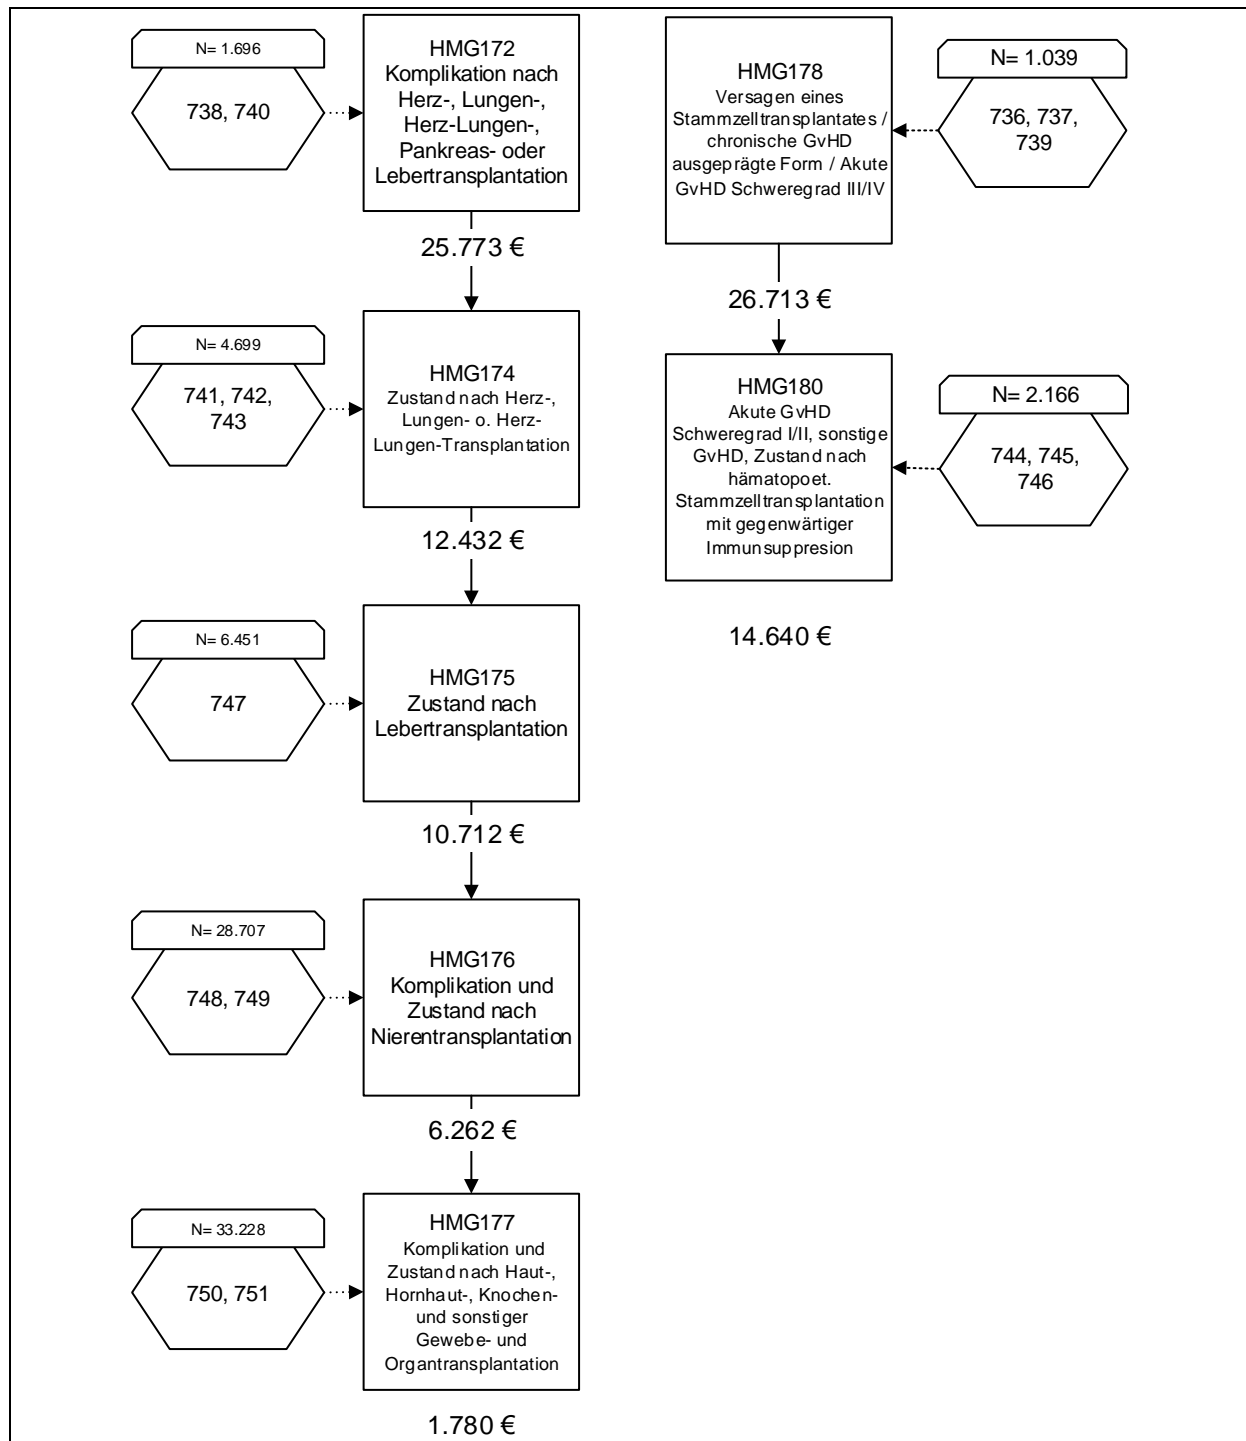 N= 1.696
738, 740
HMG172
Komplikation nach
Herz-, Lungen-,
Herz-Lungen-,
Pankreas- oder
Lebertransplantation
25.773 €
N= 4.699
741, 742,
743
HMG174
Zustand nach Herz-,
Lungen- o. Herz-
Lungen-Transplantation
12.432 €
N= 6.451
747
HMG175
Zustand nach
Lebertransplantation
10.712 €
N= 28.707
748, 749
HMG176
Komplikation und
Zustand nach
Nierentransplantation
6.262 €
N= 33.228
750, 751
HMG177
Komplikation und
Zustand nach Haut-,
Hornhaut-, Knochen-
und sonstiger
Gewebe- und
Organtransplantation
1.780 €
HMG178
Versagen eines
Stammzelltransplantates /
chronische GvHD
ausgeprägte Form / Akute
GvHD Schweregrad III/IV
N= 1.039
736, 737,
739
26.713 €
HMG180
Akute GvHD
Schweregrad I/II, sonstige
GvHD, Zustand nach
hämatopoet.
Stammzelltransplantation
mit gegenwärtiger
Immunsuppresion
N= 2.166
744, 745,
746
14.640 €